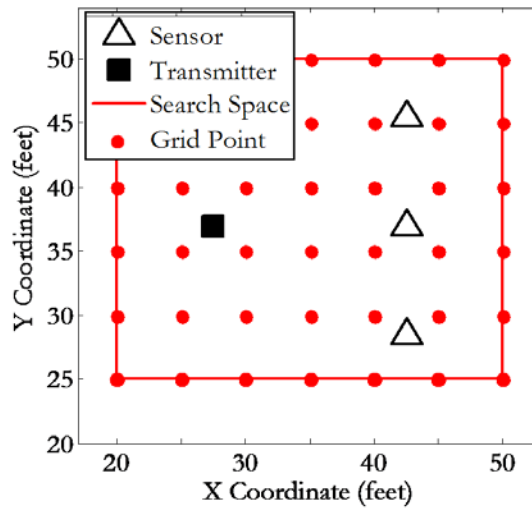 Sensor
Transmitter
Search Space
Grid Point
50
45
40
35
30
25
20
Y Coordinate (feet)
20 30 40 50
X Coordinate (feet)